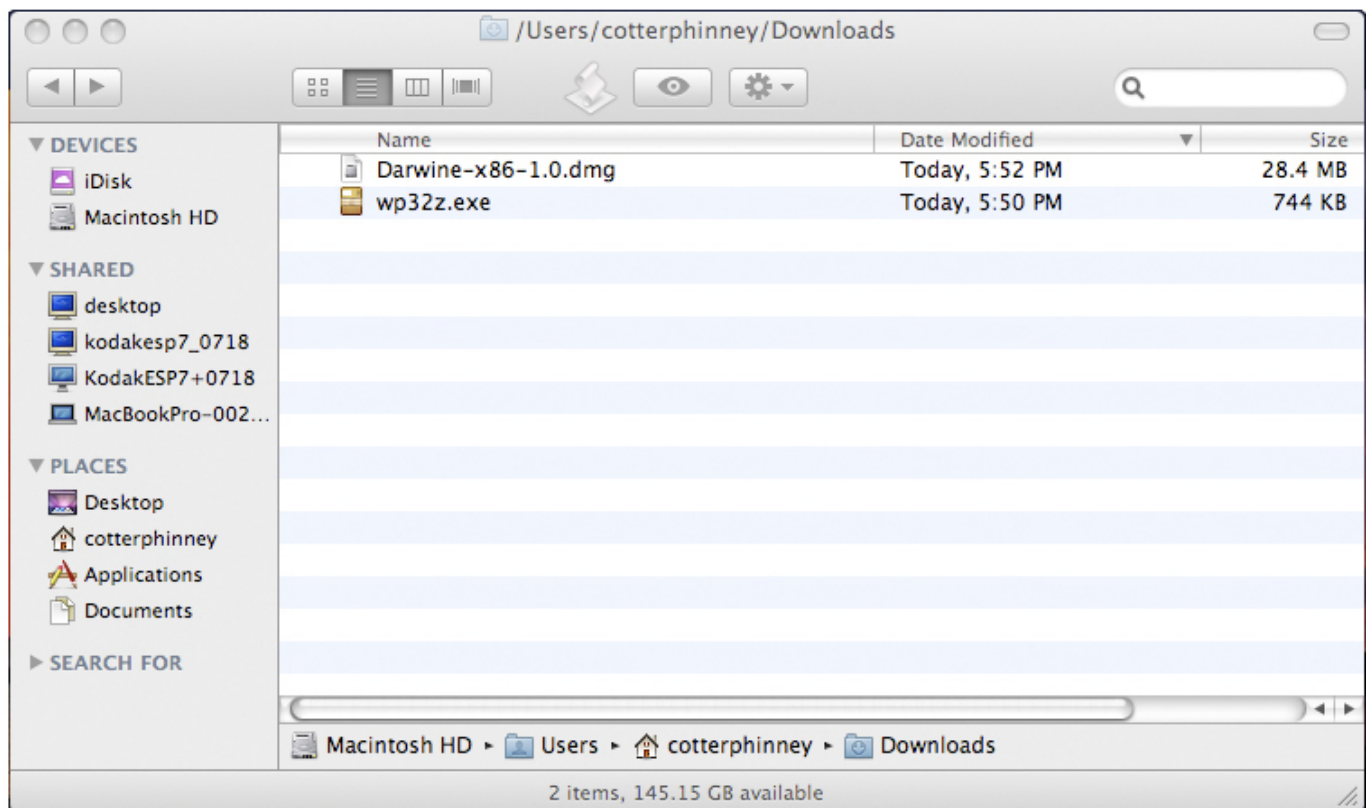 /Users/cotterphinney/Downloads
DEVICES
iDisk
Macintosh HD
SHARED
desktop
kodakesp7_0718
KodakESP7+0718
MacBookPro-002...
PLACES
Desktop
cotterphinney
Applications
Documents
SEARCH FOR
Name Date Modified Size
Darwine-x86-1.0.dmg Today, 5:52 PM 28.4 MB
wp32z.exe Today, 5:50 PM 744 KB
Macintosh HD Users cotterphinney Downloads
2 items, 145.15 GB available